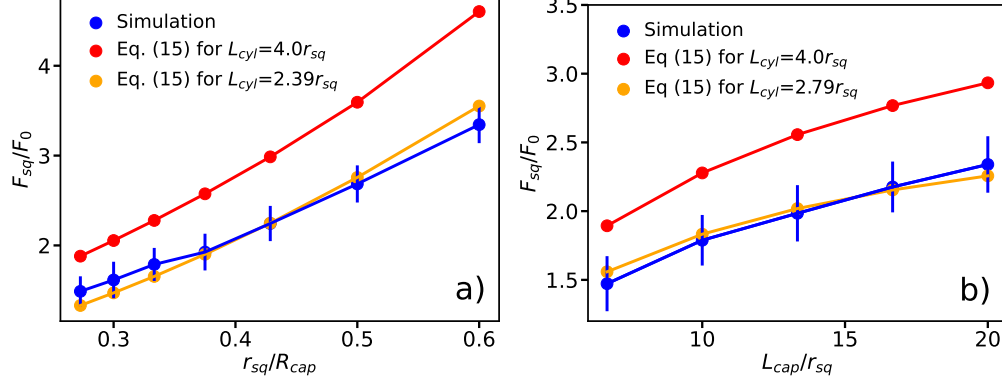 Simulation
Eq. (15) for L_cyl=4.0r_sq
Eq. (15) for L_cyl=2.39r_sq
4
3
2
F_sq/F_0
0.3 0.4 0.5 0.6
r_sq/R_cap
a)
Simulation
Eq (15) for L_cyl=4.0r_sq
Eq (15) for L_cyl=2.79r_sq
3.5
3.0
2.5
2.0
1.5
F_sq/F_0
10 15 20
L_cap/r_sq
b)